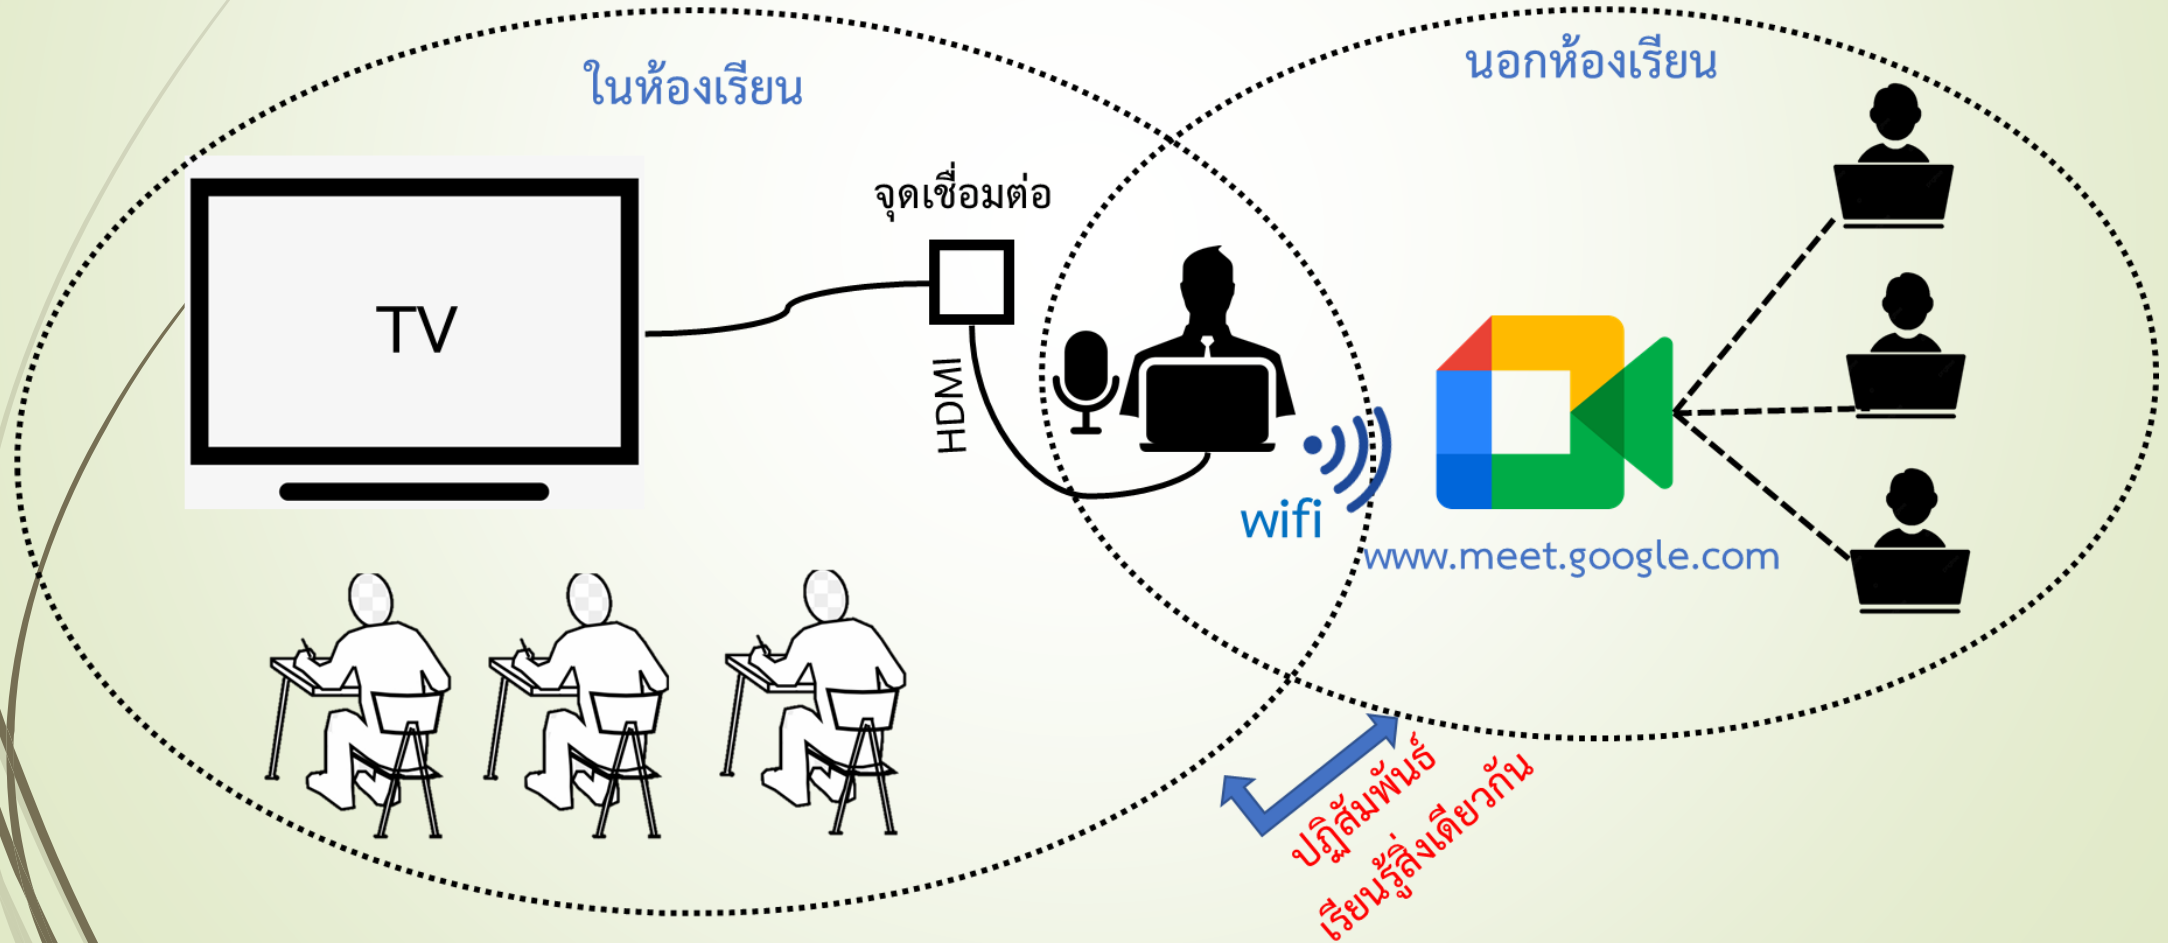 ในห้องเรียน
นอกห้องเรียน
จุดเชื่อมต่อ
TV
HDMI
wifi
www.meet.google.com
ปฏิสัมพันธ์
เรียนรู้สิ่งเดียวกัน